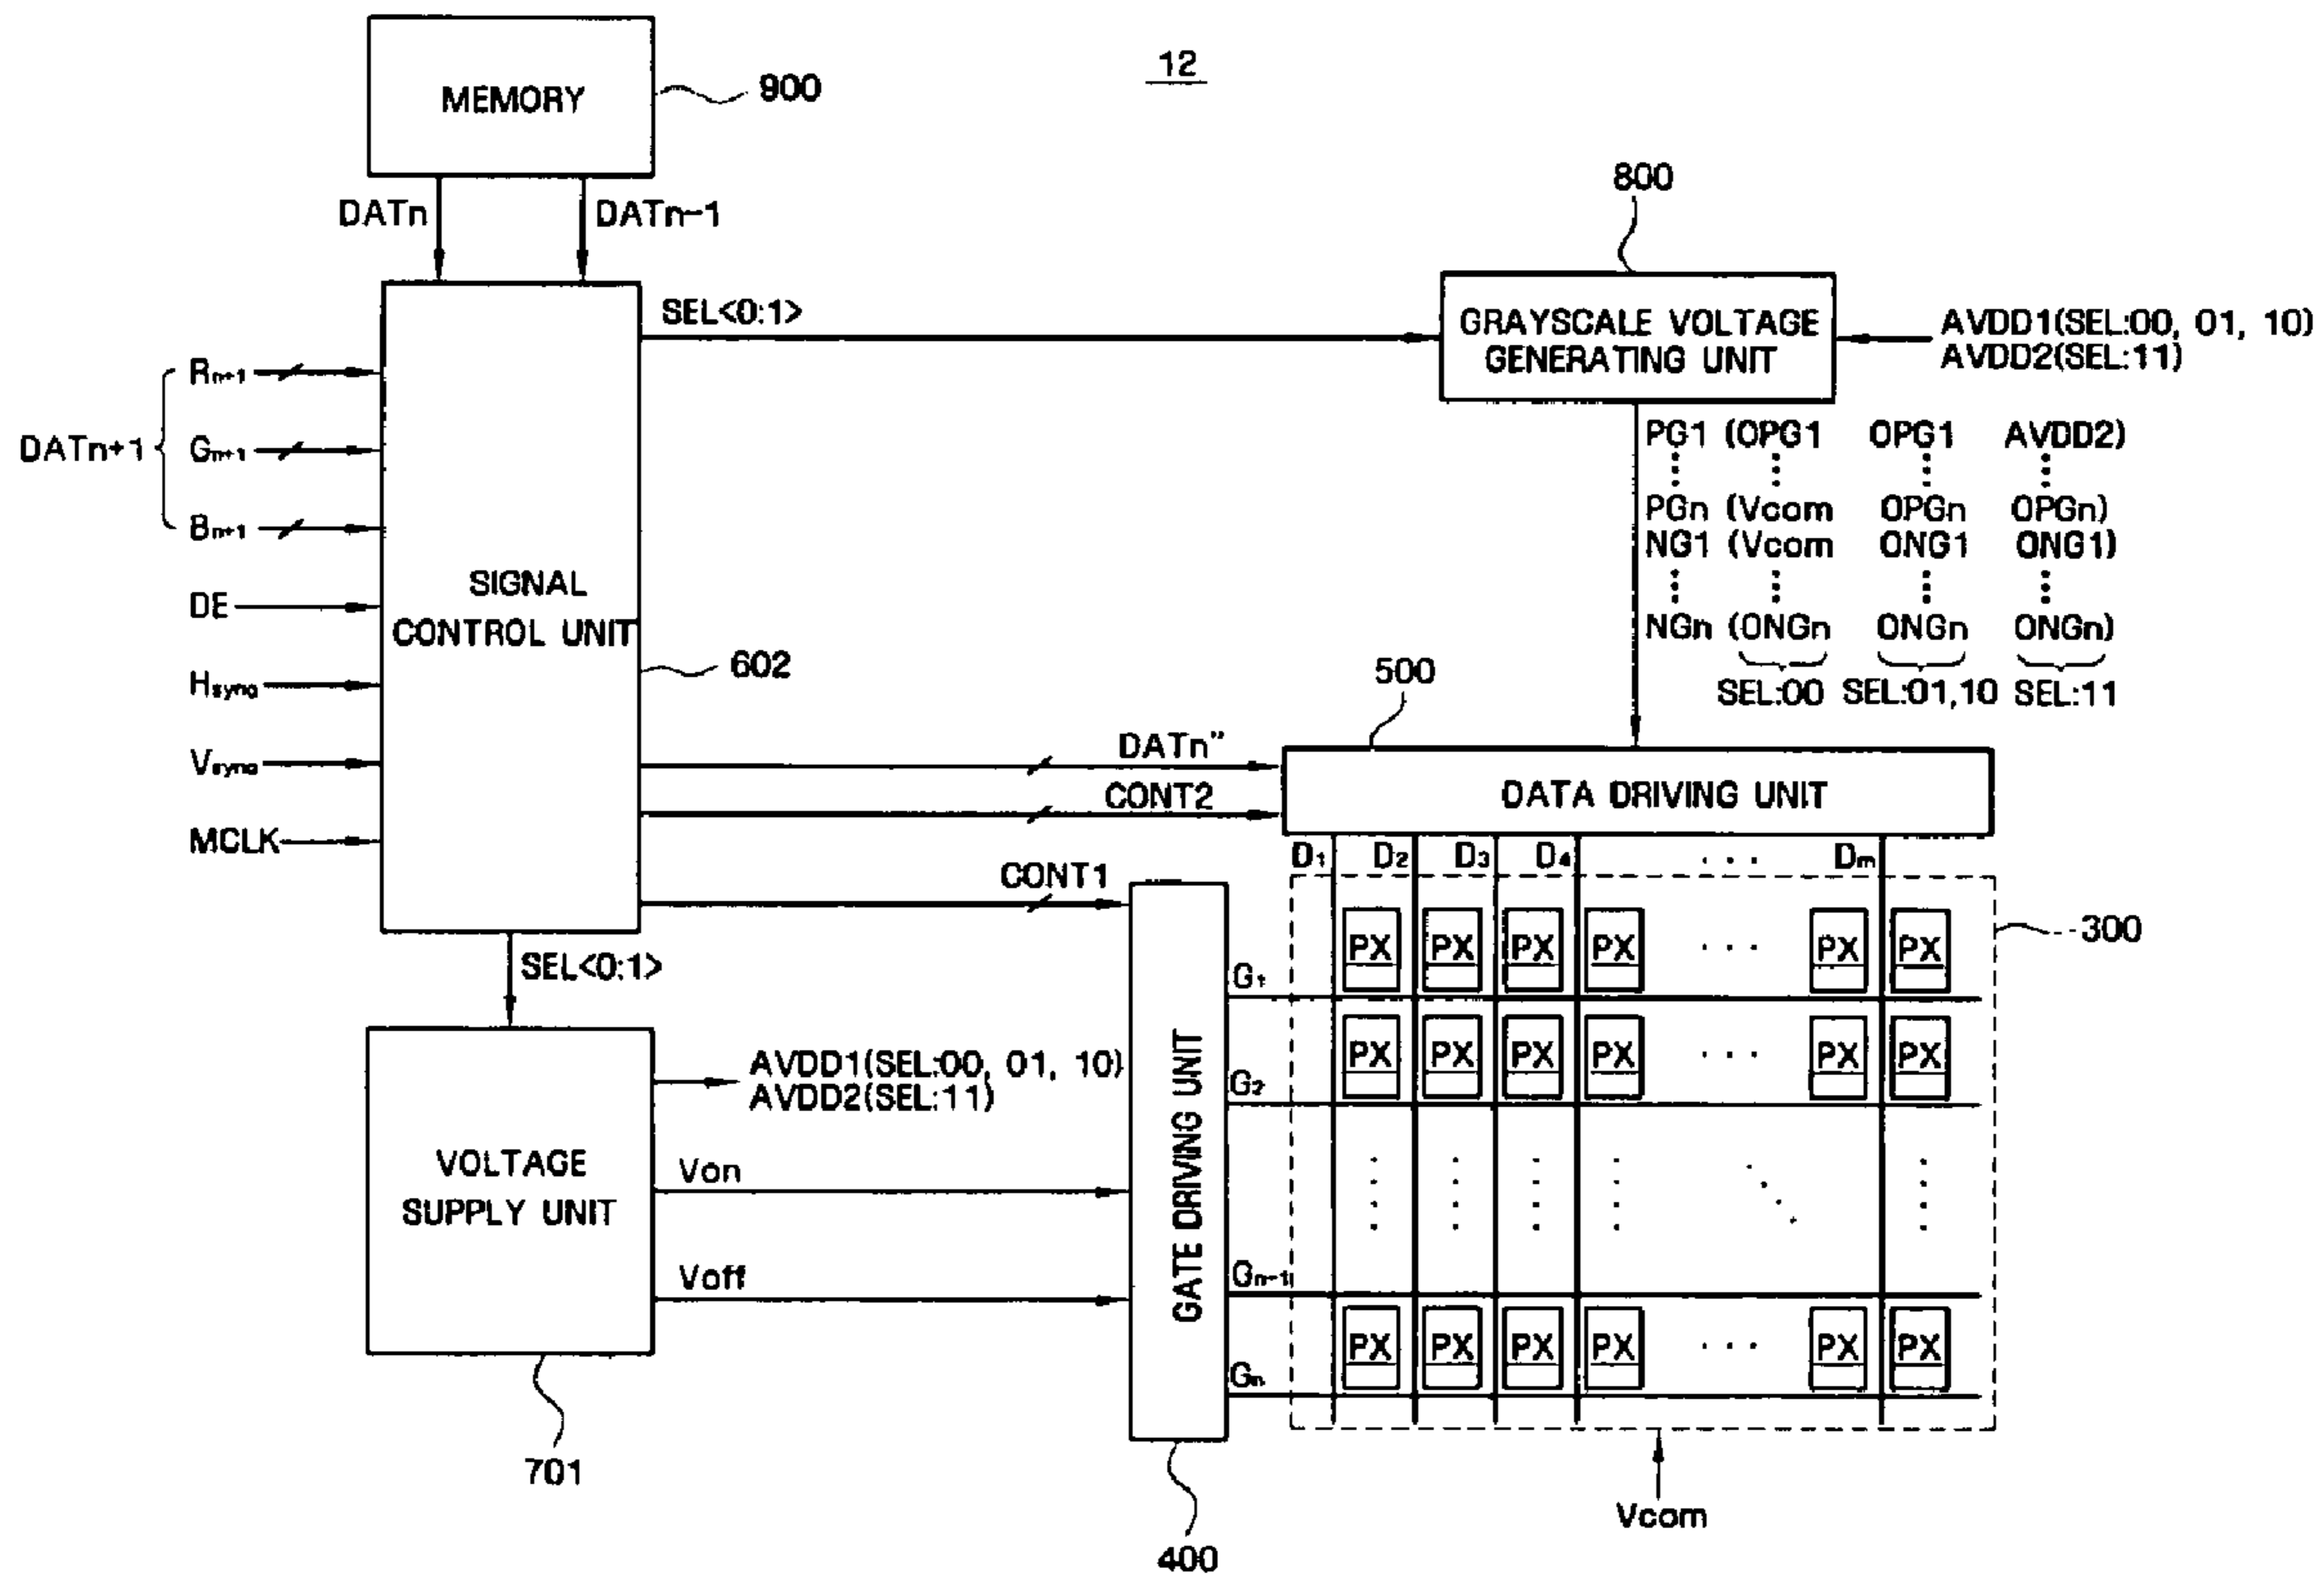 12
MEMORY
900
DATn
DATn-1
800
SEL<0:1>
GRAYSCALE VOLTAGE
GENERATING UNIT
AVDD1(SEL:00, 01, 10)
AVDD2(SEL:11)
DATn+1
Rn+1
Gn+1
Bn+1
DE
Hsync
Vsync
MCLK
SIGNAL
CONTROL UNIT
602
PG1 (OPG1 OPG1 AVDD2)
PGn (Vcom OPGn OPGn)
NG1 (Vcom ONG1 ONG1)
NGn (ONGn ONGn ONGn)
SEL:00 SEL:01,10 SEL:11
500
DATn"
CONT2
DATA DRIVING UNIT
CONT1
D1 D2 D3 D4 ... Dm
300
PX PX PX PX ... PX PX
G1
PX PX PX PX ... PX PX
G2
Gn-1
PX PX PX PX ... PX PX
Gn
GATE DRIVING UNIT
400
Vcom
SEL<0:1>
VOLTAGE
SUPPLY UNIT
701
AVDD1(SEL:00, 01, 10)
AVDD2(SEL:11)
Von
Voff